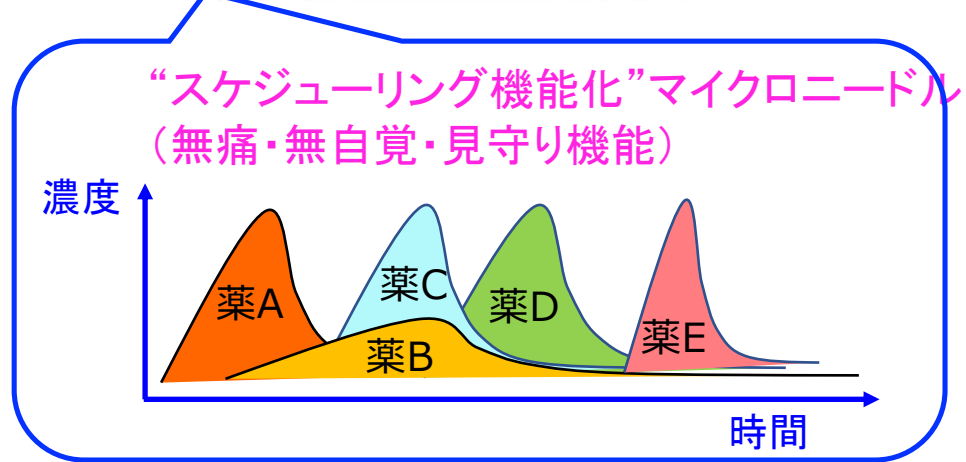 “スケジューリング機能化”マイクロニードル
（無痛・無自覚・見守り機能）
濃度
薬A
薬C
薬D
薬B
薬E
時間